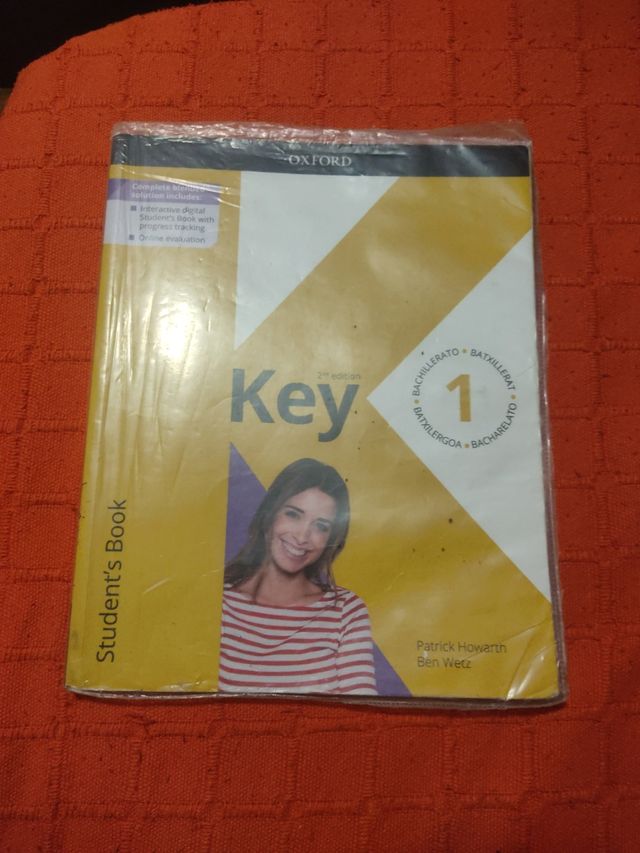 OXFORD
Complete blended
solution includes:
Interactive digital
Student's Book with
progress tracking
Online evaluation
2nd edition
Key
1
BACHILLERATO • BATXILLERAT • BACHARELATO • BATXILERGOA •
Student's Book
Patrick Howarth
Ben Wetz